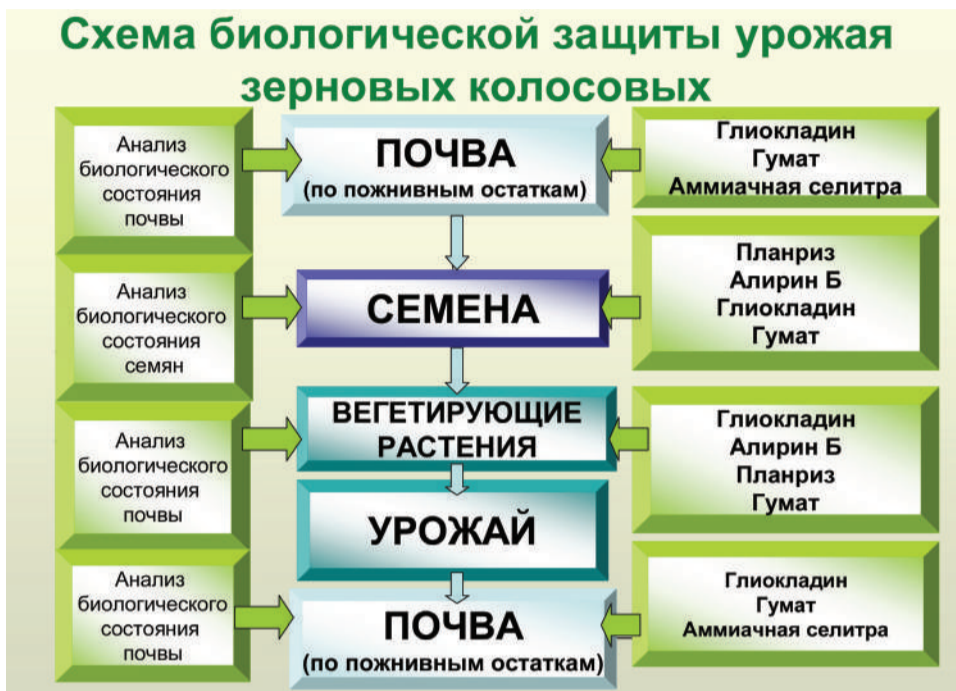 Схема биологической защиты урожая
зерновых колосовых
Анализ
биологического
состояния
почвы
ПОЧВА
(по пожнивным остаткам)
Глиокладин
Гумат
Аммиачная селитра
Анализ
биологического
состояния
семян
СЕМЕНА
Планриз
Алирин Б
Глиокладин
Гумат
Анализ
биологического
состояния
почвы
ВЕГЕТИРУЮЩИЕ
РАСТЕНИЯ
Глиокладин
Алирин Б
Планриз
Гумат
УРОЖАЙ
Анализ
биологического
состояния
почвы
ПОЧВА
(по пожнивным остаткам)
Глиокладин
Гумат
Аммиачная селитра